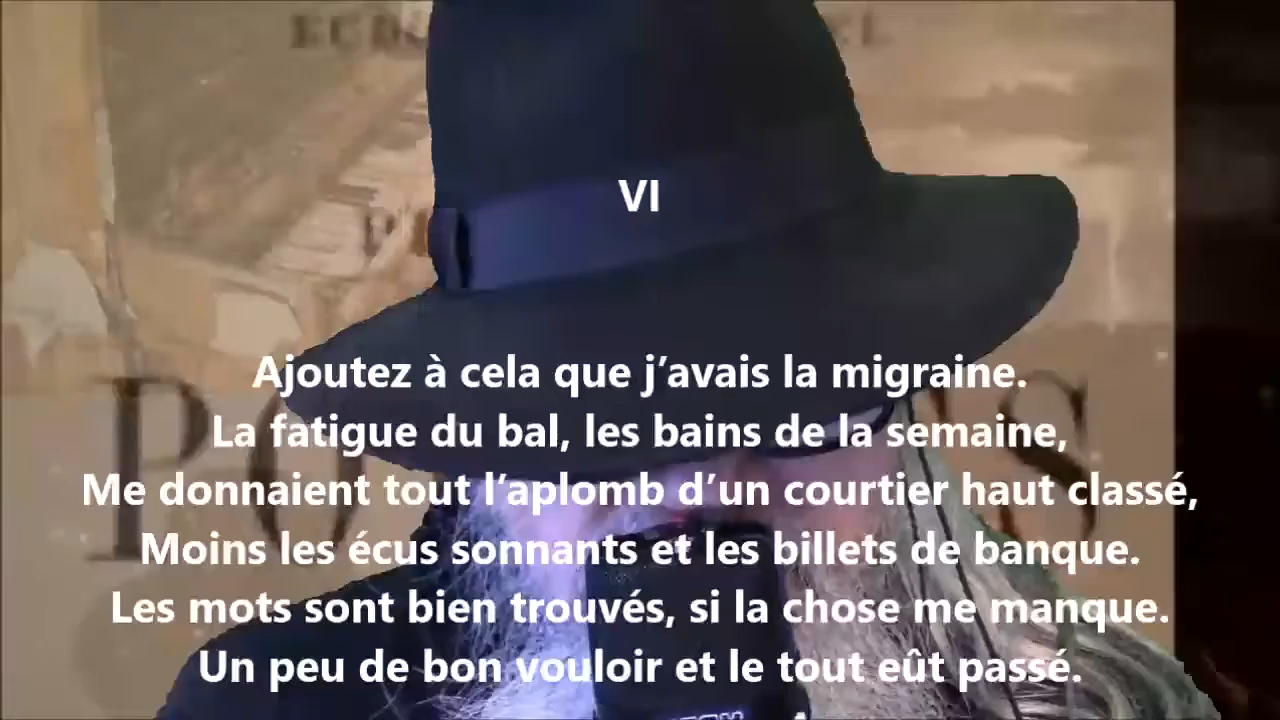 VI
Ajoutez à cela que j’avais la migraine.
La fatigue du bal, les bains de la semaine,
Me donnaient tout l’aplomb d’un courtier haut classé,
Moins les écus sonnants et les billets de banque.
Les mots sont bien trouvés, si la chose me manque.
Un peu de bon vouloir et le tout eût passé.